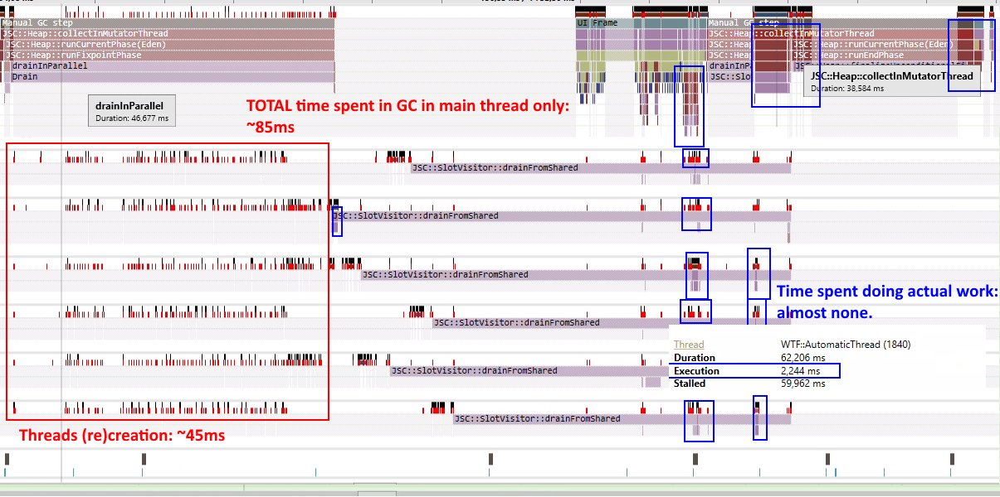 Manual GC step
UI Frame
Manual GC step
JSC::Heap::collectInMutatorThread
JSC::Heap::collectInMutatorThread
JSC::Heap::runCurrentPhase(Eden)
JSC::Heap::runCurrentPhase(Eden)
JSC::Heap::runFixpointPhase
JSC::Heap::runEndPhase
drainInParallel
Drain
JSC::Heap::collectInMutatorThread
Duration: 38,584 ms
drainInParallel
Duration: 46,677 ms
TOTAL time spent in GC in main thread only:
~85ms
JSC::SlotVisitor::drainFromShared
JSC::SlotVisitor::drainFromShared
JSC::SlotVisitor::drainFromShared
Time spent doing actual work:
almost none.
JSC::SlotVisitor::drainFromShared
Thread WTF::AutomaticThread (1840)
Duration 62,206 ms
Execution 2,244 ms
Stalled 59,962 ms
JSC::SlotVisitor::drainFromShared
JSC::SlotVisitor::drainFromShared
Threads (re)creation: ~45ms